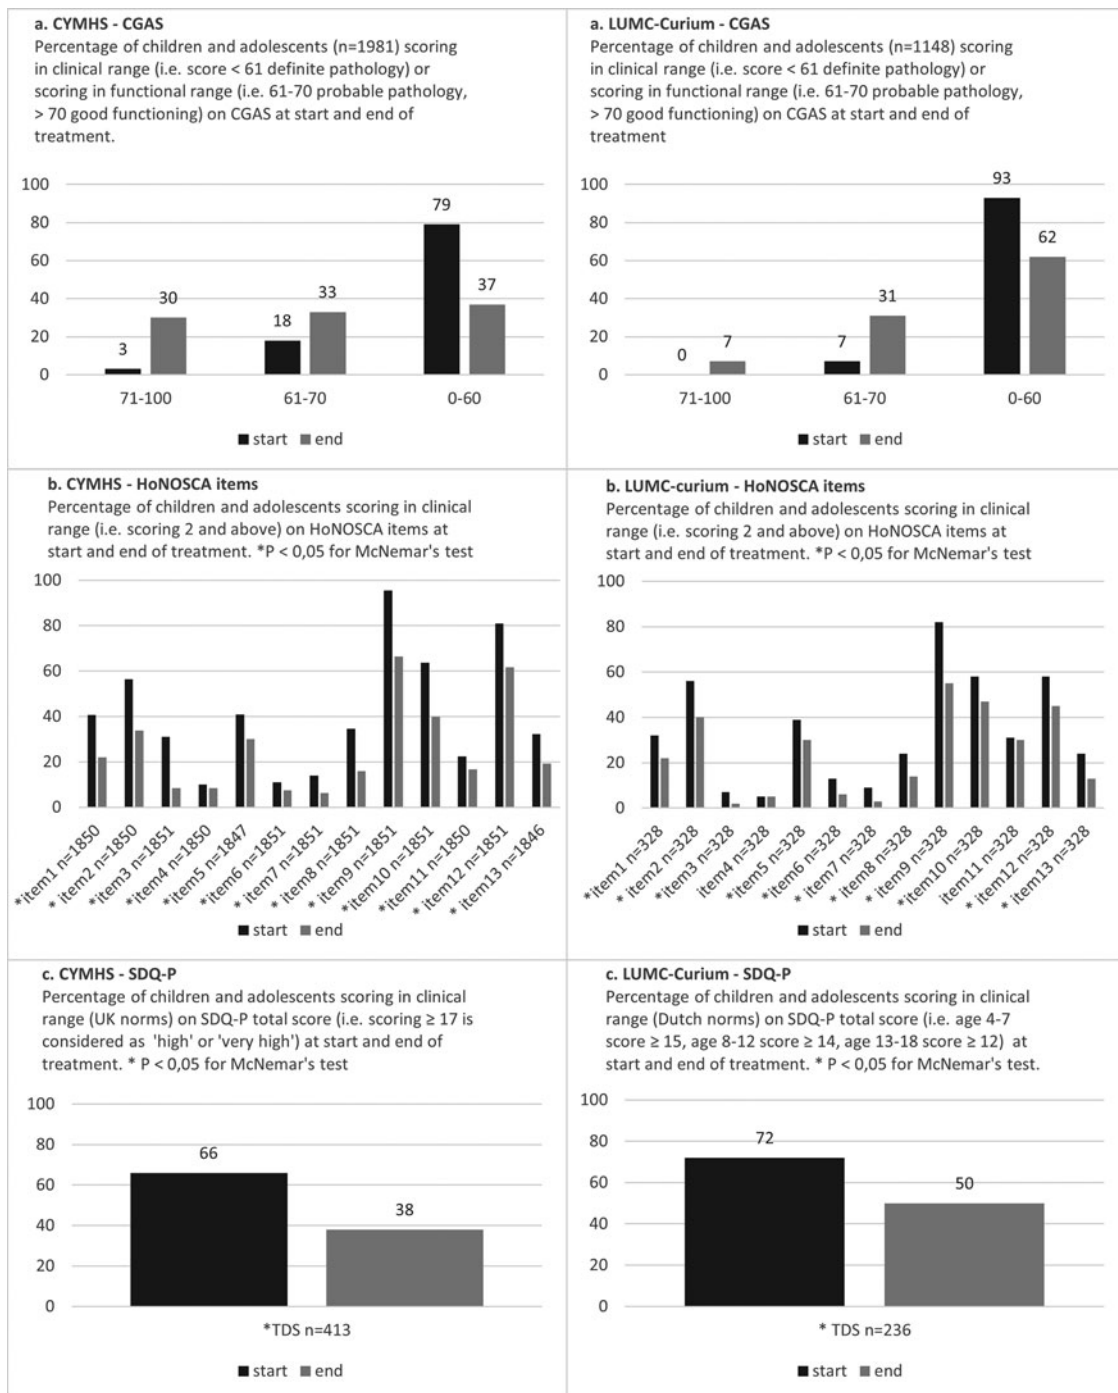 a. CYMHS - CGAS
Percentage of children and adolescents (n=1981) scoring
in clinical range (i.e. score < 61 definite pathology) or
scoring in functional range (i.e. 61-70 probable pathology,
> 70 good functioning) on CGAS at start and end of
treatment.
100
80
60
40
20
0
3
30
18
33
79
37
71-100
61-70
0-60
start
end
a. LUMC-Curium - CGAS
Percentage of children and adolescents (n=1148) scoring
in clinical range (i.e. score < 61 definite pathology) or
scoring in functional range (i.e. 61-70 probable pathology,
> 70 good functioning) on CGAS at start and end of
treatment
100
80
60
40
20
0
0
7
7
31
93
62
71-100
61-70
0-60
start
end
b. CYMHS - HoNOSCA items
Percentage of children and adolescents scoring in clinical
range (i.e. scoring 2 and above) on HoNOSCA items at
start and end of treatment. *P < 0,05 for McNemar's test
100
80
60
40
20
0
*item1 n=1850
* item2 n=1850
*item3 n=1851
*item4 n=1850
*item5 n=1847
*item6 n=1851
* item7 n=1851
* item8 n=1851
* item9 n=1851
*item10 n=1851
*item11 n=1850
* item12 n=1851
* item13 n=1846
start
end
b. LUMC-curium - HoNOSCA items
Percentage of children and adolescents scoring in clinical
range (i.e. scoring 2 and above) on HoNOSCA items at
start and end of treatment. *P < 0,05 for McNemar's test
100
80
60
40
20
0
*item1 n=328
* item2 n=328
*item3 n=328
item4 n=328
*item5 n=328
*item6 n=328
* item7 n=328
* item8 n=328
* item9 n=328
*item10 n=328
item11 n=328
* item12 n=328
* item13 n=328
start
end
c. CYMHS - SDQ-P
Percentage of children and adolescents scoring in clinical
range (UK norms) on SDQ-P total score (i.e. scoring ≥ 17 is
considered as 'high' or 'very high') at start and end of
treatment. * P < 0,05 for McNemar's test
100
80
60
40
20
0
66
38
*TDS n=413
start
end
c. LUMC-Curium - SDQ-P
Percentage of children and adolescents scoring in clinical
range (Dutch norms) on SDQ-P total score (i.e. age 4-7
score ≥ 15, age 8-12 score ≥ 14, age 13-18 score ≥ 12) at
start and end of treatment. * P < 0,05 for McNemar's test.
100
80
60
40
20
0
72
50
* TDS n=236
start
end